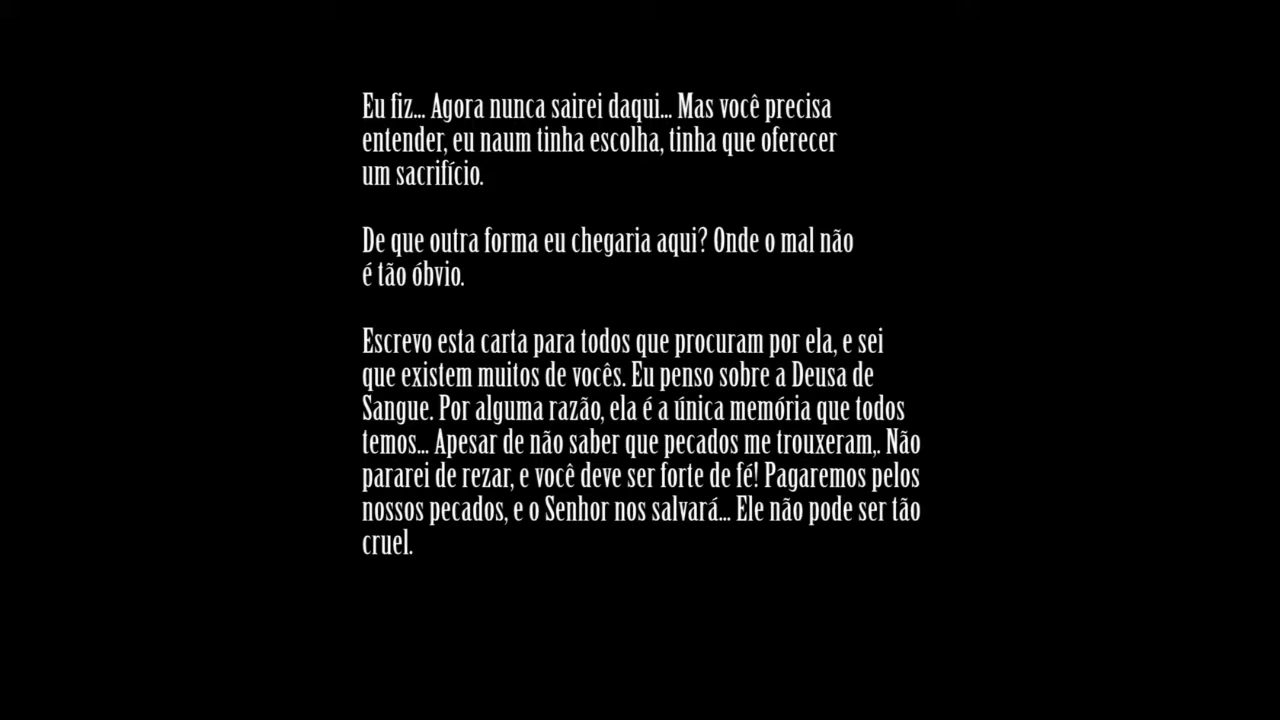 Eu fiz... Agora nunca sairei daqui... Mas você precisa
entender, eu naum tinha escolha, tinha que oferecer
um sacrifício.
De que outra forma eu chegaria aqui? Onde o mal não
é tão óbvio.
Escrevo esta carta para todos que procuram por ela, e sei
que existem muitos de vocês. Eu penso sobre a Deusa de
Sangue. Por alguma razão, ela é a única memória que todos
temos... Apesar de não saber que pecados me trouxeram,. Não
pararei de rezar, e você deve ser forte de fé! Pagaremos pelos
nossos pecados, e o Senhor nos salvará... Ele não pode ser tão
cruel.